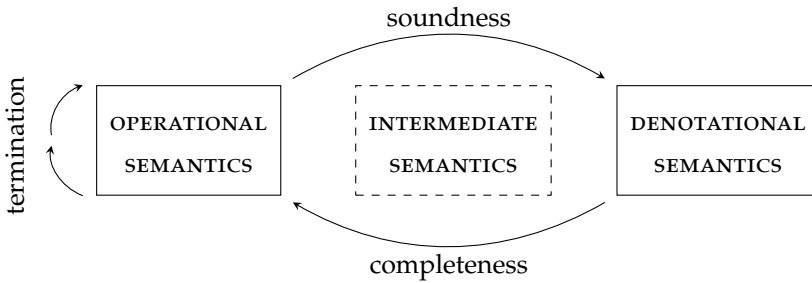 soundness
termination
OPERATIONAL
SEMANTICS
INTERMEDIATE
SEMANTICS
DENOTATIONAL
SEMANTICS
completeness